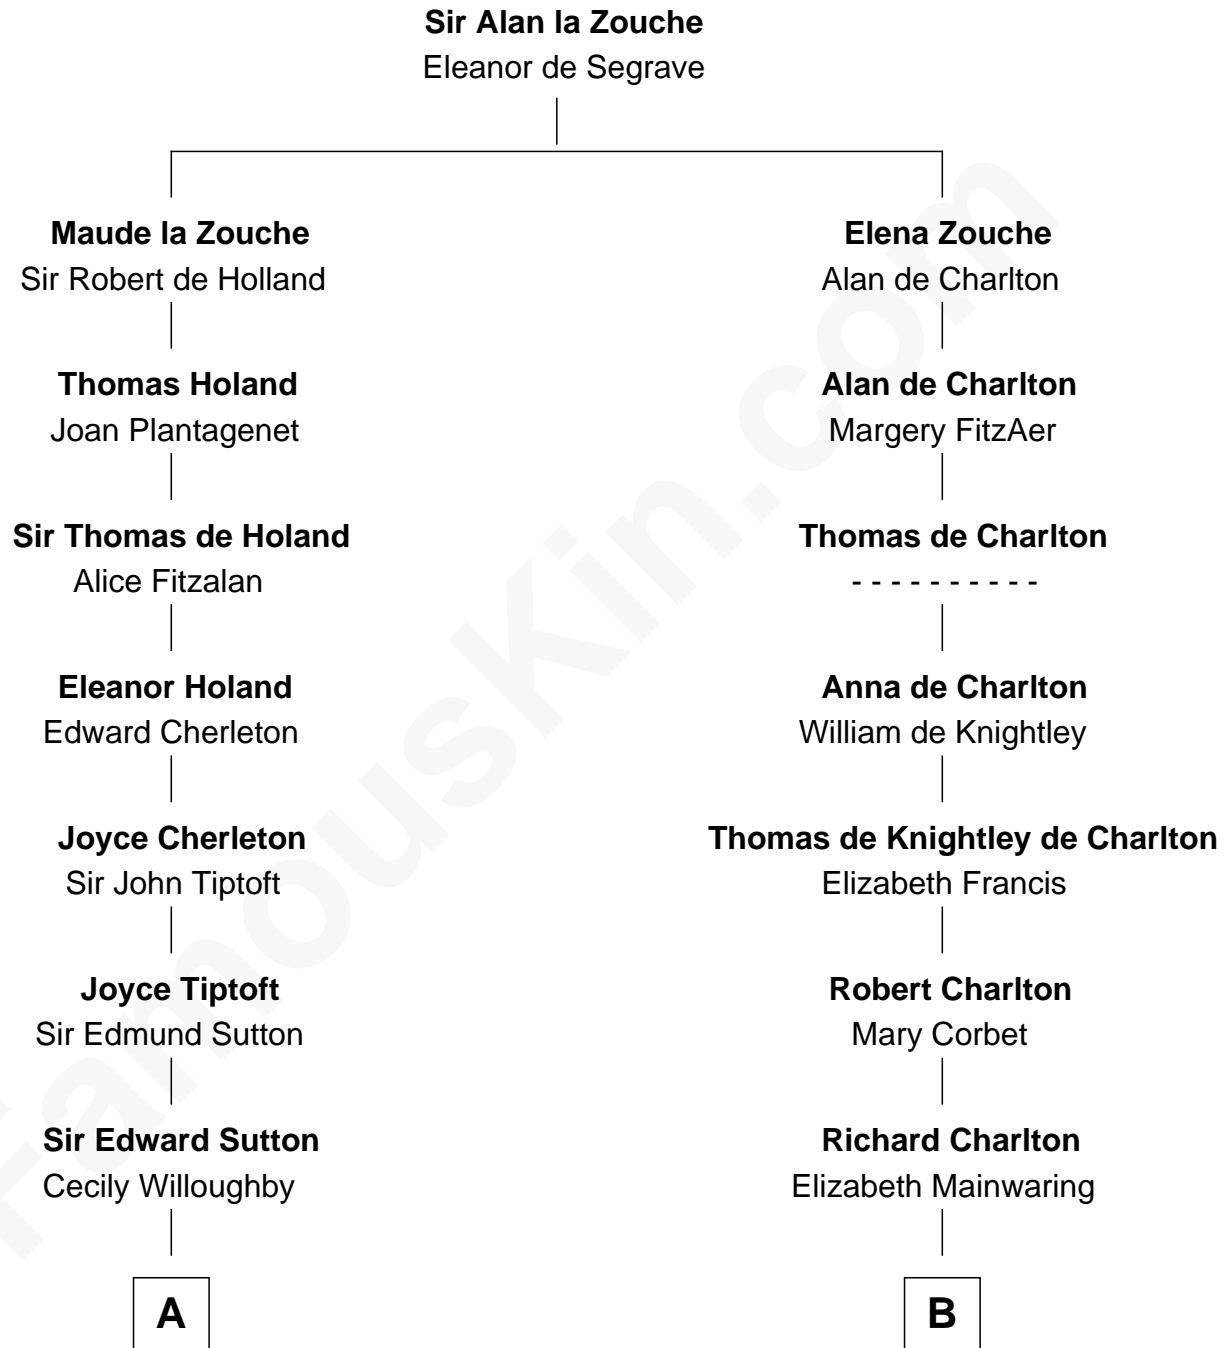 Sir Alan la Zouche
Eleanor de Segrave
Maude la Zouche
Sir Robert de Holland
Elena Zouche
Alan de Charlton
Thomas Holand
Joan Plantagenet
Alan de Charlton
Margery FitzAer
Sir Thomas de Holand
Alice Fitzalan
Thomas de Charlton
- - - - - - - - - -
Eleanor Holand
Edward Cherleton
Anna de Charlton
William de Knightley
Joyce Cherleton
Sir John Tiptoft
Thomas de Knightley de Charlton
Elizabeth Francis
Joyce Tiptoft
Sir Edmund Sutton
Robert Charlton
Mary Corbet
Sir Edward Sutton
Cecily Willoughby
Richard Charlton
Elizabeth Mainwaring
A
B
FamousKin.com